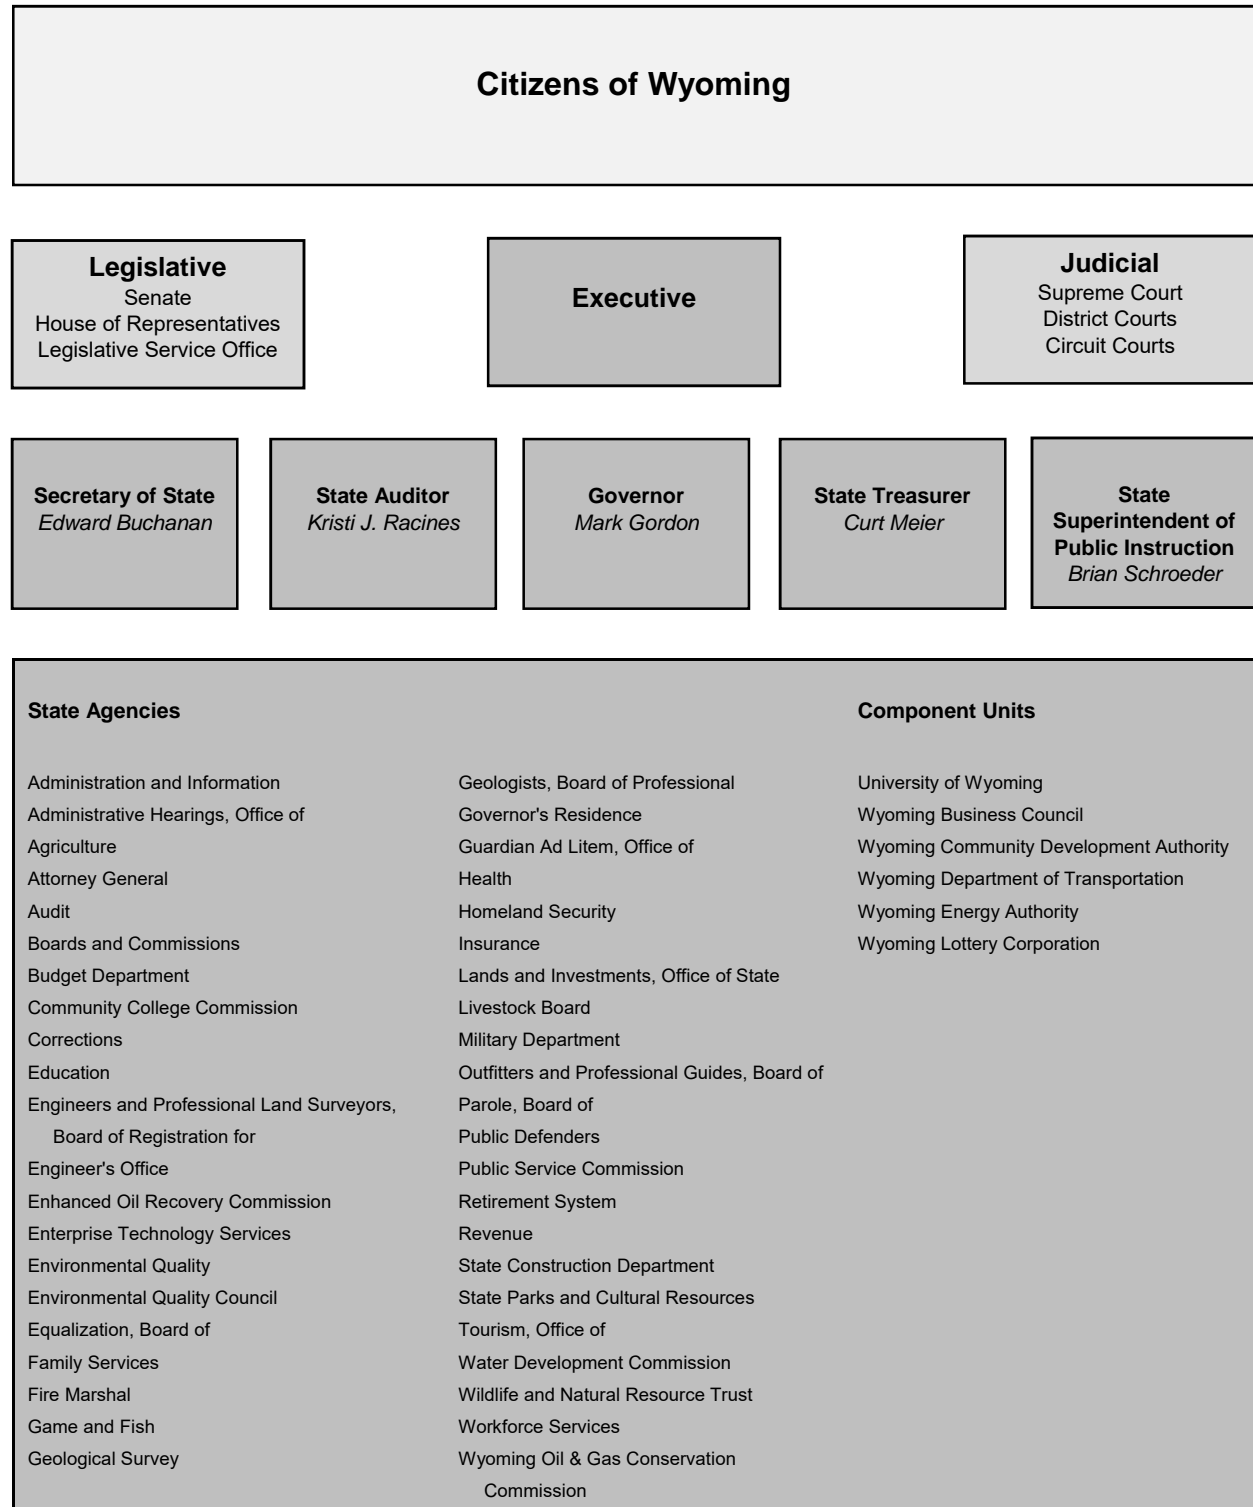 Citizens of Wyoming
Legislative
Senate
House of Representatives
Legislative Service Office
Executive
Judicial
Supreme Court
District Courts
Circuit Courts
Secretary of State
Edward Buchanan
State Auditor
Kristi J. Racines
Governor
Mark Gordon
State Treasurer
Curt Meier
State
Superintendent of
Public Instruction
Brian Schroeder
State Agencies
Administration and Information
Administrative Hearings, Office of
Agriculture
Attorney General
Audit
Boards and Commissions
Budget Department
Community College Commission
Corrections
Education
Engineers and Professional Land Surveyors,
Board of Registration for
Engineer's Office
Enhanced Oil Recovery Commission
Enterprise Technology Services
Environmental Quality
Environmental Quality Council
Equalization, Board of
Family Services
Fire Marshal
Game and Fish
Geological Survey
Geologists, Board of Professional
Governor's Residence
Guardian Ad Litem, Office of
Health
Homeland Security
Insurance
Lands and Investments, Office of State
Livestock Board
Military Department
Outfitters and Professional Guides, Board of
Parole, Board of
Public Defenders
Public Service Commission
Retirement System
Revenue
State Construction Department
State Parks and Cultural Resources
Tourism, Office of
Water Development Commission
Wildlife and Natural Resource Trust
Workforce Services
Wyoming Oil & Gas Conservation
Commission
Component Units
University of Wyoming
Wyoming Business Council
Wyoming Community Development Authority
Wyoming Department of Transportation
Wyoming Energy Authority
Wyoming Lottery Corporation